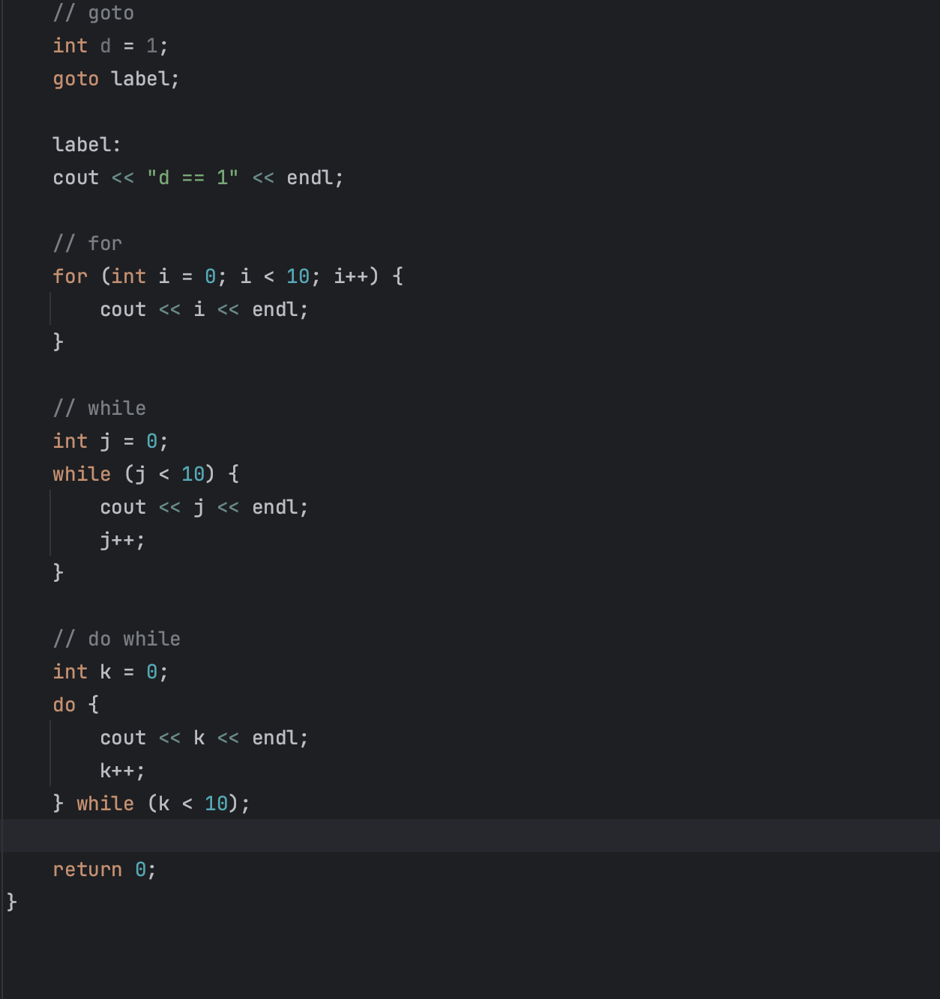 // goto
int d = 1;
goto label;
label:
cout << "d == 1" << endl;
// for
for (int i = 0; i < 10; i++) {
cout << i << endl;
}
// while
int j = 0;
while (j < 10) {
cout << j << endl;
j++;
}
// do while
int k = 0;
do {
cout << k << endl;
k++;
} while (k < 10);
return 0;
}